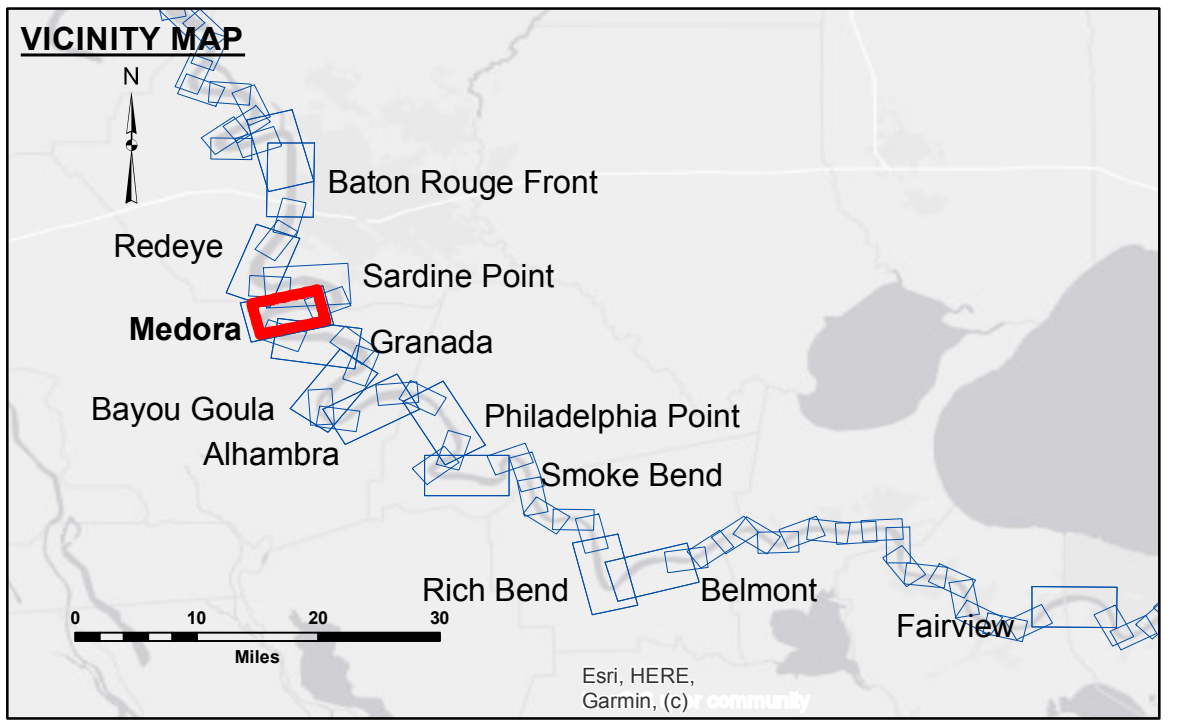 VICINITY MAP
N
Baton Rouge Front
Redeye
Sardine Point
Medora
Granada
Bayou Goula
Philadelphia Point
Alhambra
Smoke Bend
Rich Bend
Belmont
Fairview
0 10 20 30
Miles
Esri, HERE,
Garmin, (c) community